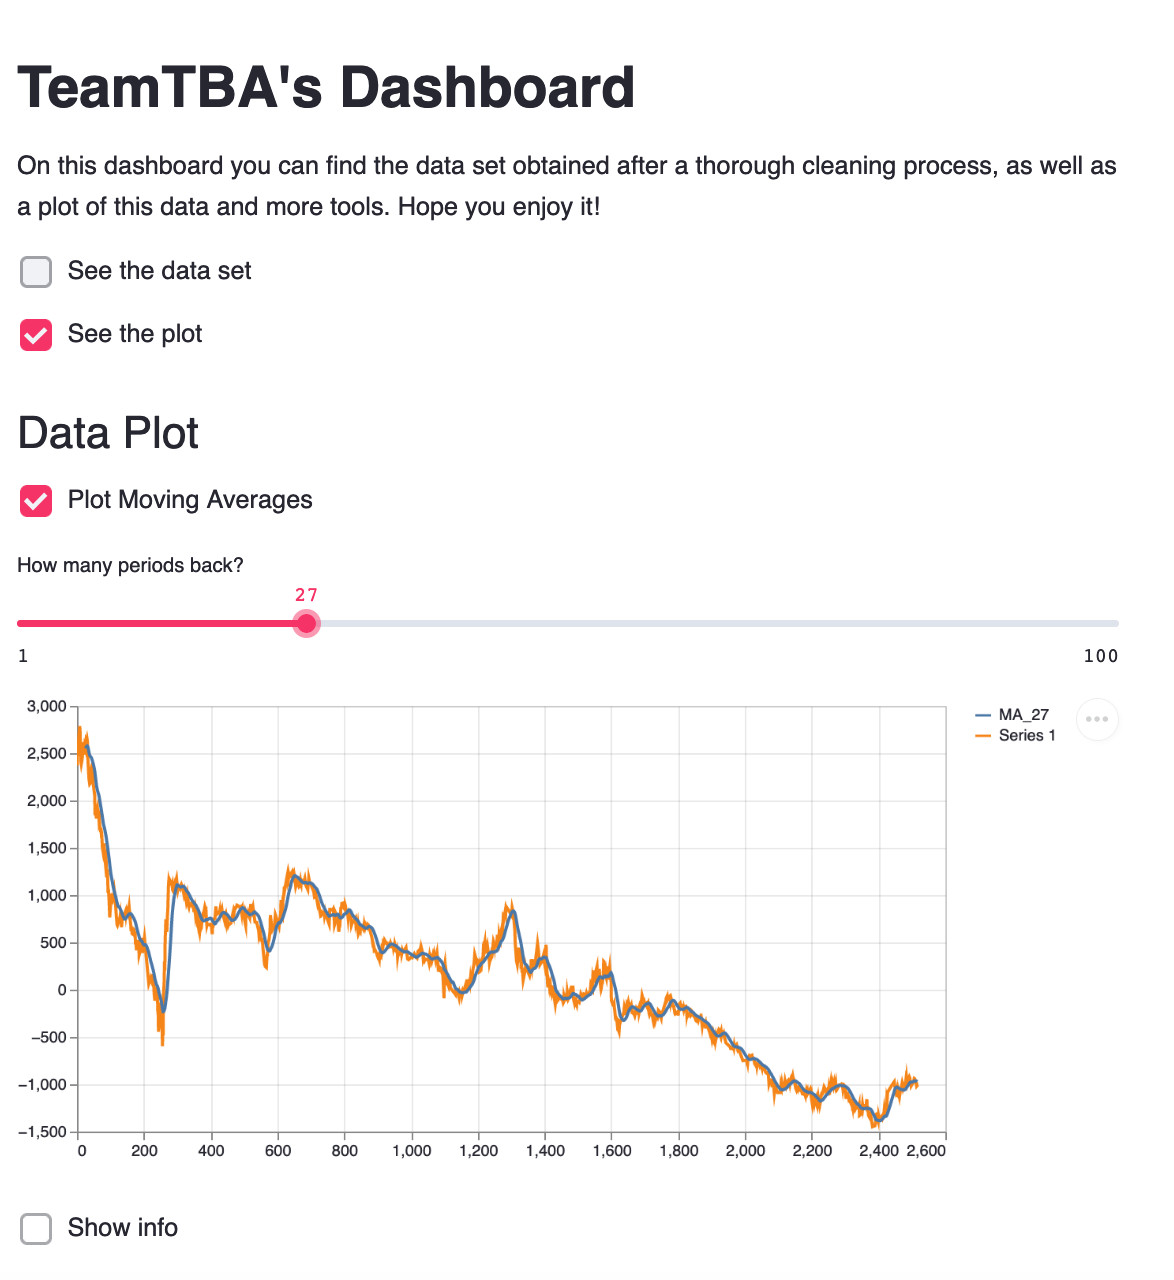 TeamTBA's Dashboard
On this dashboard you can find the data set obtained after a thorough cleaning process, as well as
a plot of this data and more tools. Hope you enjoy it!
See the data set
See the plot
Data Plot
Plot Moving Averages
How many periods back?
27
1 100
MA_27
Series 1
3,000
2,500
2,000
1,500
1,000
500
0
−500
−1,000
−1,500
0 200 400 600 800 1,000 1,200 1,400 1,600 1,800 2,000 2,200 2,400 2,600
Show info